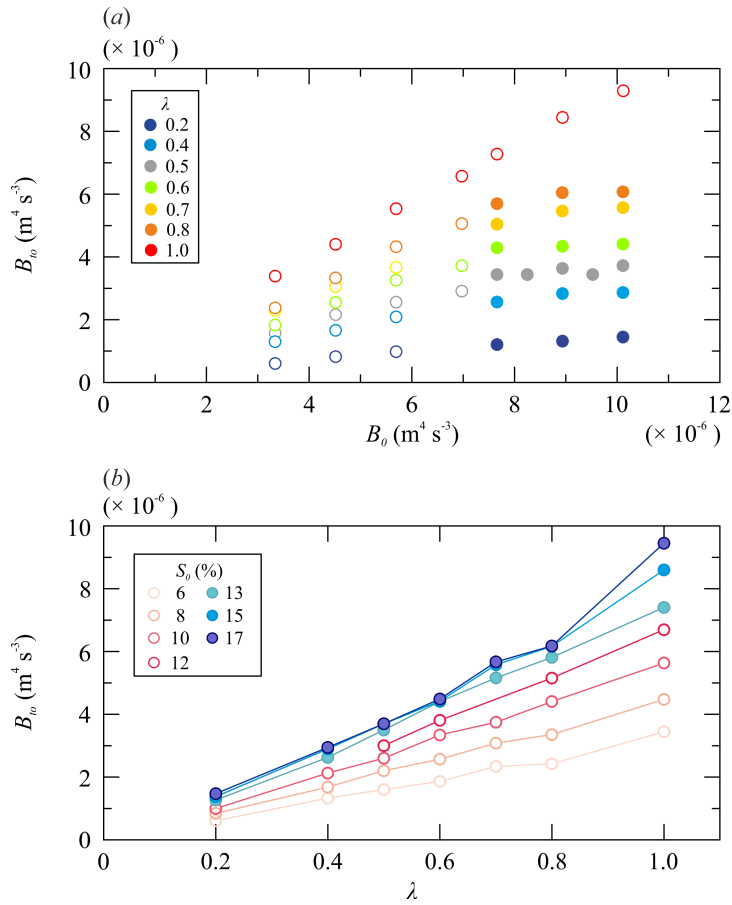 (a)
(× 10⁻⁶)
10
8
6
4
2
0
B_to (m⁴ s⁻³)
λ
0.2
0.4
0.5
0.6
0.7
0.8
1.0
0 2 4 6 8 10 12
B_0 (m⁴ s⁻³) (× 10⁻⁶)
(b)
(× 10⁻⁶)
10
8
6
4
2
0
B_to (m⁴ s⁻³)
S_0 (%)
6 13
8 15
10 17
12
0.2 0.4 0.6 0.8 1.0
λ